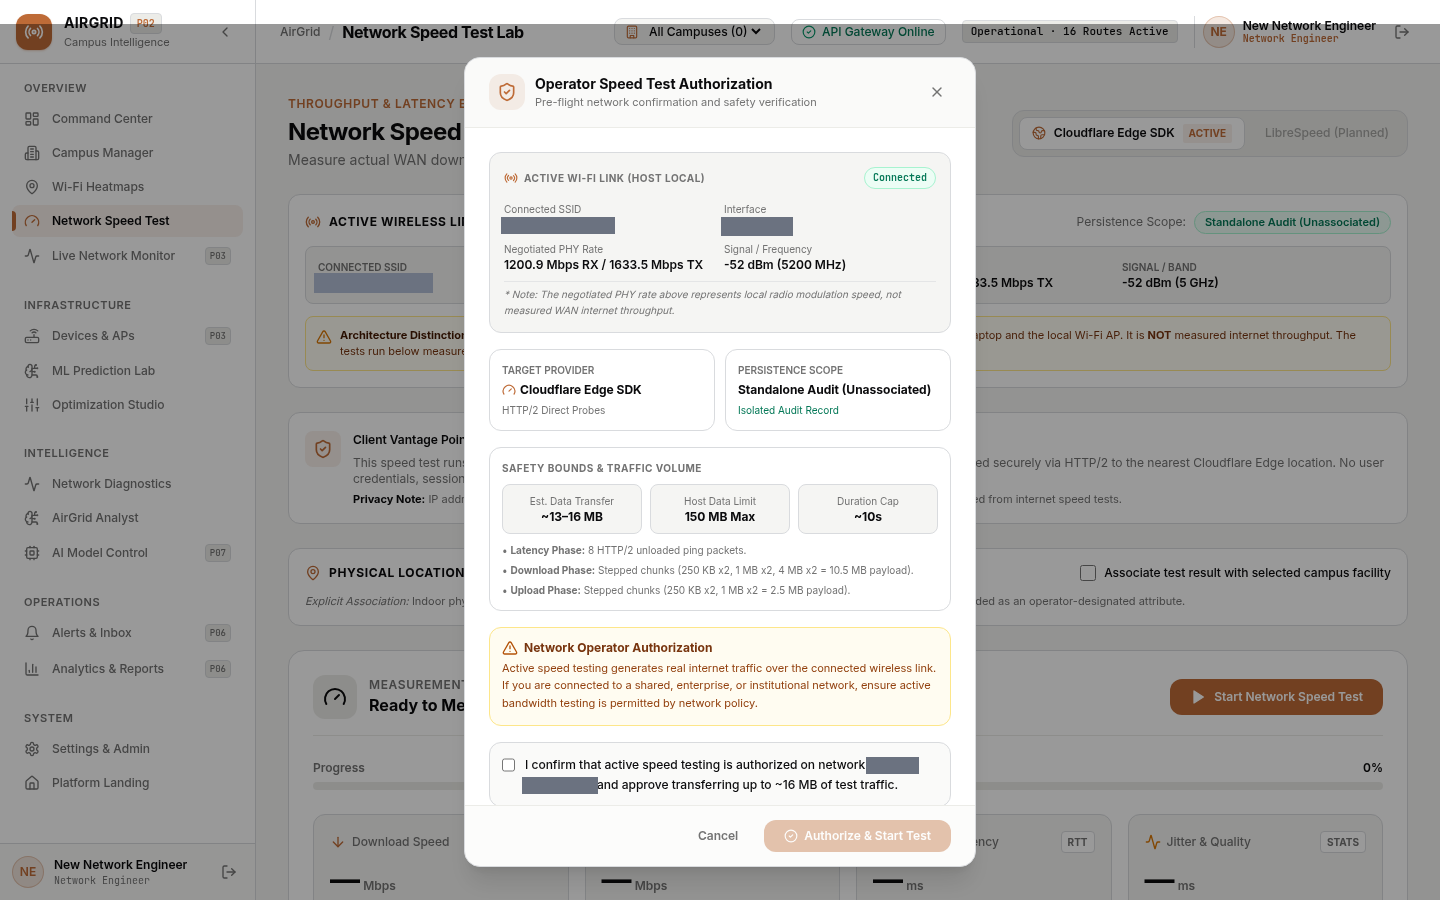 AIRGRID P02
Campus Intelligence
OVERVIEW
Command Center
Campus Manager
Wi-Fi Heatmaps
Network Speed Test
Live Network Monitor P03
INFRASTRUCTURE
Devices & APs P03
ML Prediction Lab
Optimization Studio
INTELLIGENCE
Network Diagnostics
AirGrid Analyst
AI Model Control P07
OPERATIONS
Alerts & Inbox P06
Analytics & Reports P06
SYSTEM
Settings & Admin
Platform Landing
NE New Network Engineer
Network Engineer
AirGrid / Network Speed Test Lab
All Campuses (0)
API Gateway Online
Operational · 16 Routes Active
NE New Network Engineer
Network Engineer
THROUGHPUT & LATENCY
Network Speed
Measure actual WAN
Cloudflare Edge SDK ACTIVE
LibreSpeed (Planned)
ACTIVE WIRELESS
Persistence Scope: Standalone Audit (Unassociated)
CONNECTED SSID
Mbps TX
SIGNAL / BAND
-52 dBm (5 GHz)
Architecture
and the local Wi-Fi AP. It is NOT measured internet throughput. The
tests run below
Client Vantage
This speed test
securely via HTTP/2 to the nearest Cloudflare Edge location. No user
credentials,
Privacy Note: IP
from internet speed tests.
PHYSICAL LOCATION
Associate test result with selected campus facility
Explicit Association: Indoor
as an operator-designated attribute.
Ready to
Start Network Speed Test
Progress 0%
Download Speed
Mbps
Mbps
RTT
ms
Jitter & Quality STATS
ms
Operator Speed Test Authorization
Pre-flight network confirmation and safety verification
ACTIVE WI-FI LINK (HOST LOCAL) Connected
Connected SSID Interface
Negotiated PHY Rate Signal / Frequency
1200.9 Mbps RX / 1633.5 Mbps TX -52 dBm (5200 MHz)
* Note: The negotiated PHY rate above represents local radio modulation speed, not
measured WAN internet throughput.
TARGET PROVIDER
Cloudflare Edge SDK
HTTP/2 Direct Probes
PERSISTENCE SCOPE
Standalone Audit (Unassociated)
Isolated Audit Record
SAFETY BOUNDS & TRAFFIC VOLUME
Est. Data Transfer
~13–16 MB
Host Data Limit
150 MB Max
Duration Cap
~10s
• Latency Phase: 8 HTTP/2 unloaded ping packets.
• Download Phase: Stepped chunks (250 KB x2, 1 MB x2, 4 MB x2 = 10.5 MB payload).
• Upload Phase: Stepped chunks (250 KB x2, 1 MB x2 = 2.5 MB payload).
Network Operator Authorization
Active speed testing generates real internet traffic over the connected wireless link.
If you are connected to a shared, enterprise, or institutional network, ensure active
bandwidth testing is permitted by network policy.
I confirm that active speed testing is authorized on network
and approve transferring up to ~16 MB of test traffic.
Cancel
Authorize & Start Test